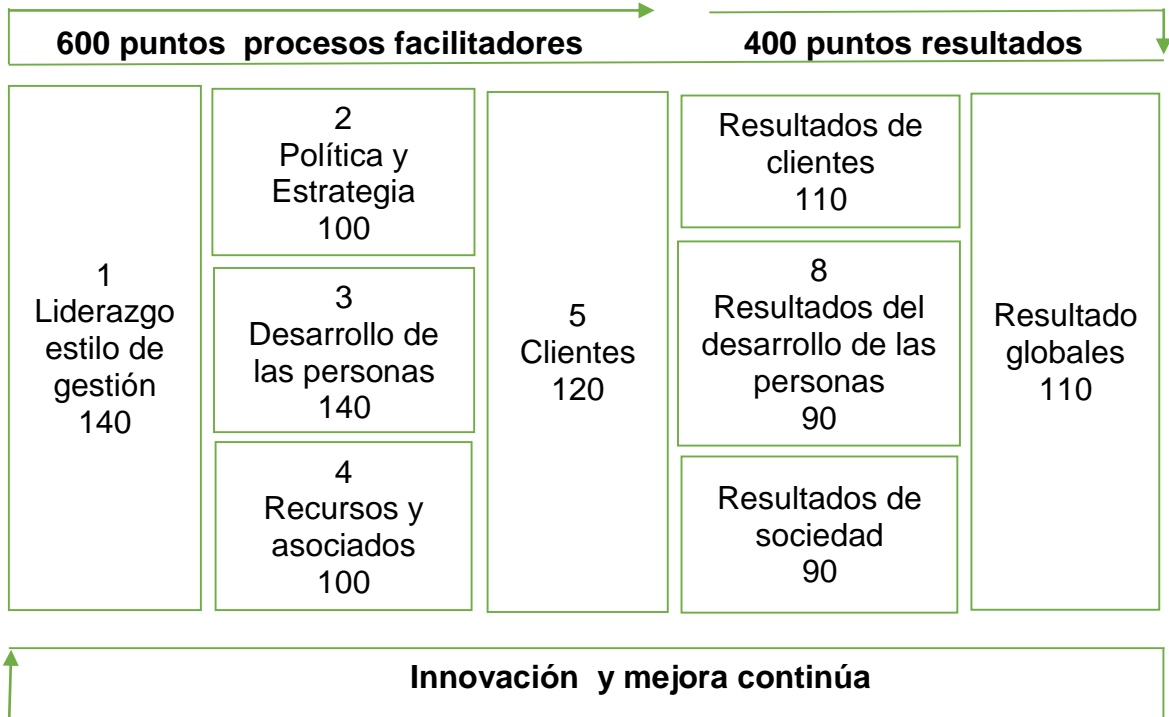 600 puntos  procesos facilitadores
400 puntos resultados
1
Liderazgo
estilo de
gestión
140
2
Política y
Estrategia
100
3
Desarrollo de
las personas
140
4
Recursos y
asociados
100
5
Clientes
120
Resultados de
clientes
110
8
Resultados del
desarrollo de las
personas
90
Resultados de
sociedad
90
Resultado
globales
110
Innovación  y mejora continúa